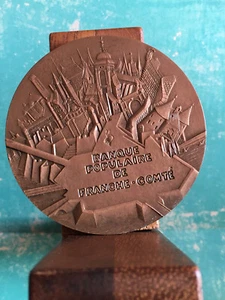 BANQUE
POPULAIRE
DE
FRANCHE-COMTÉ